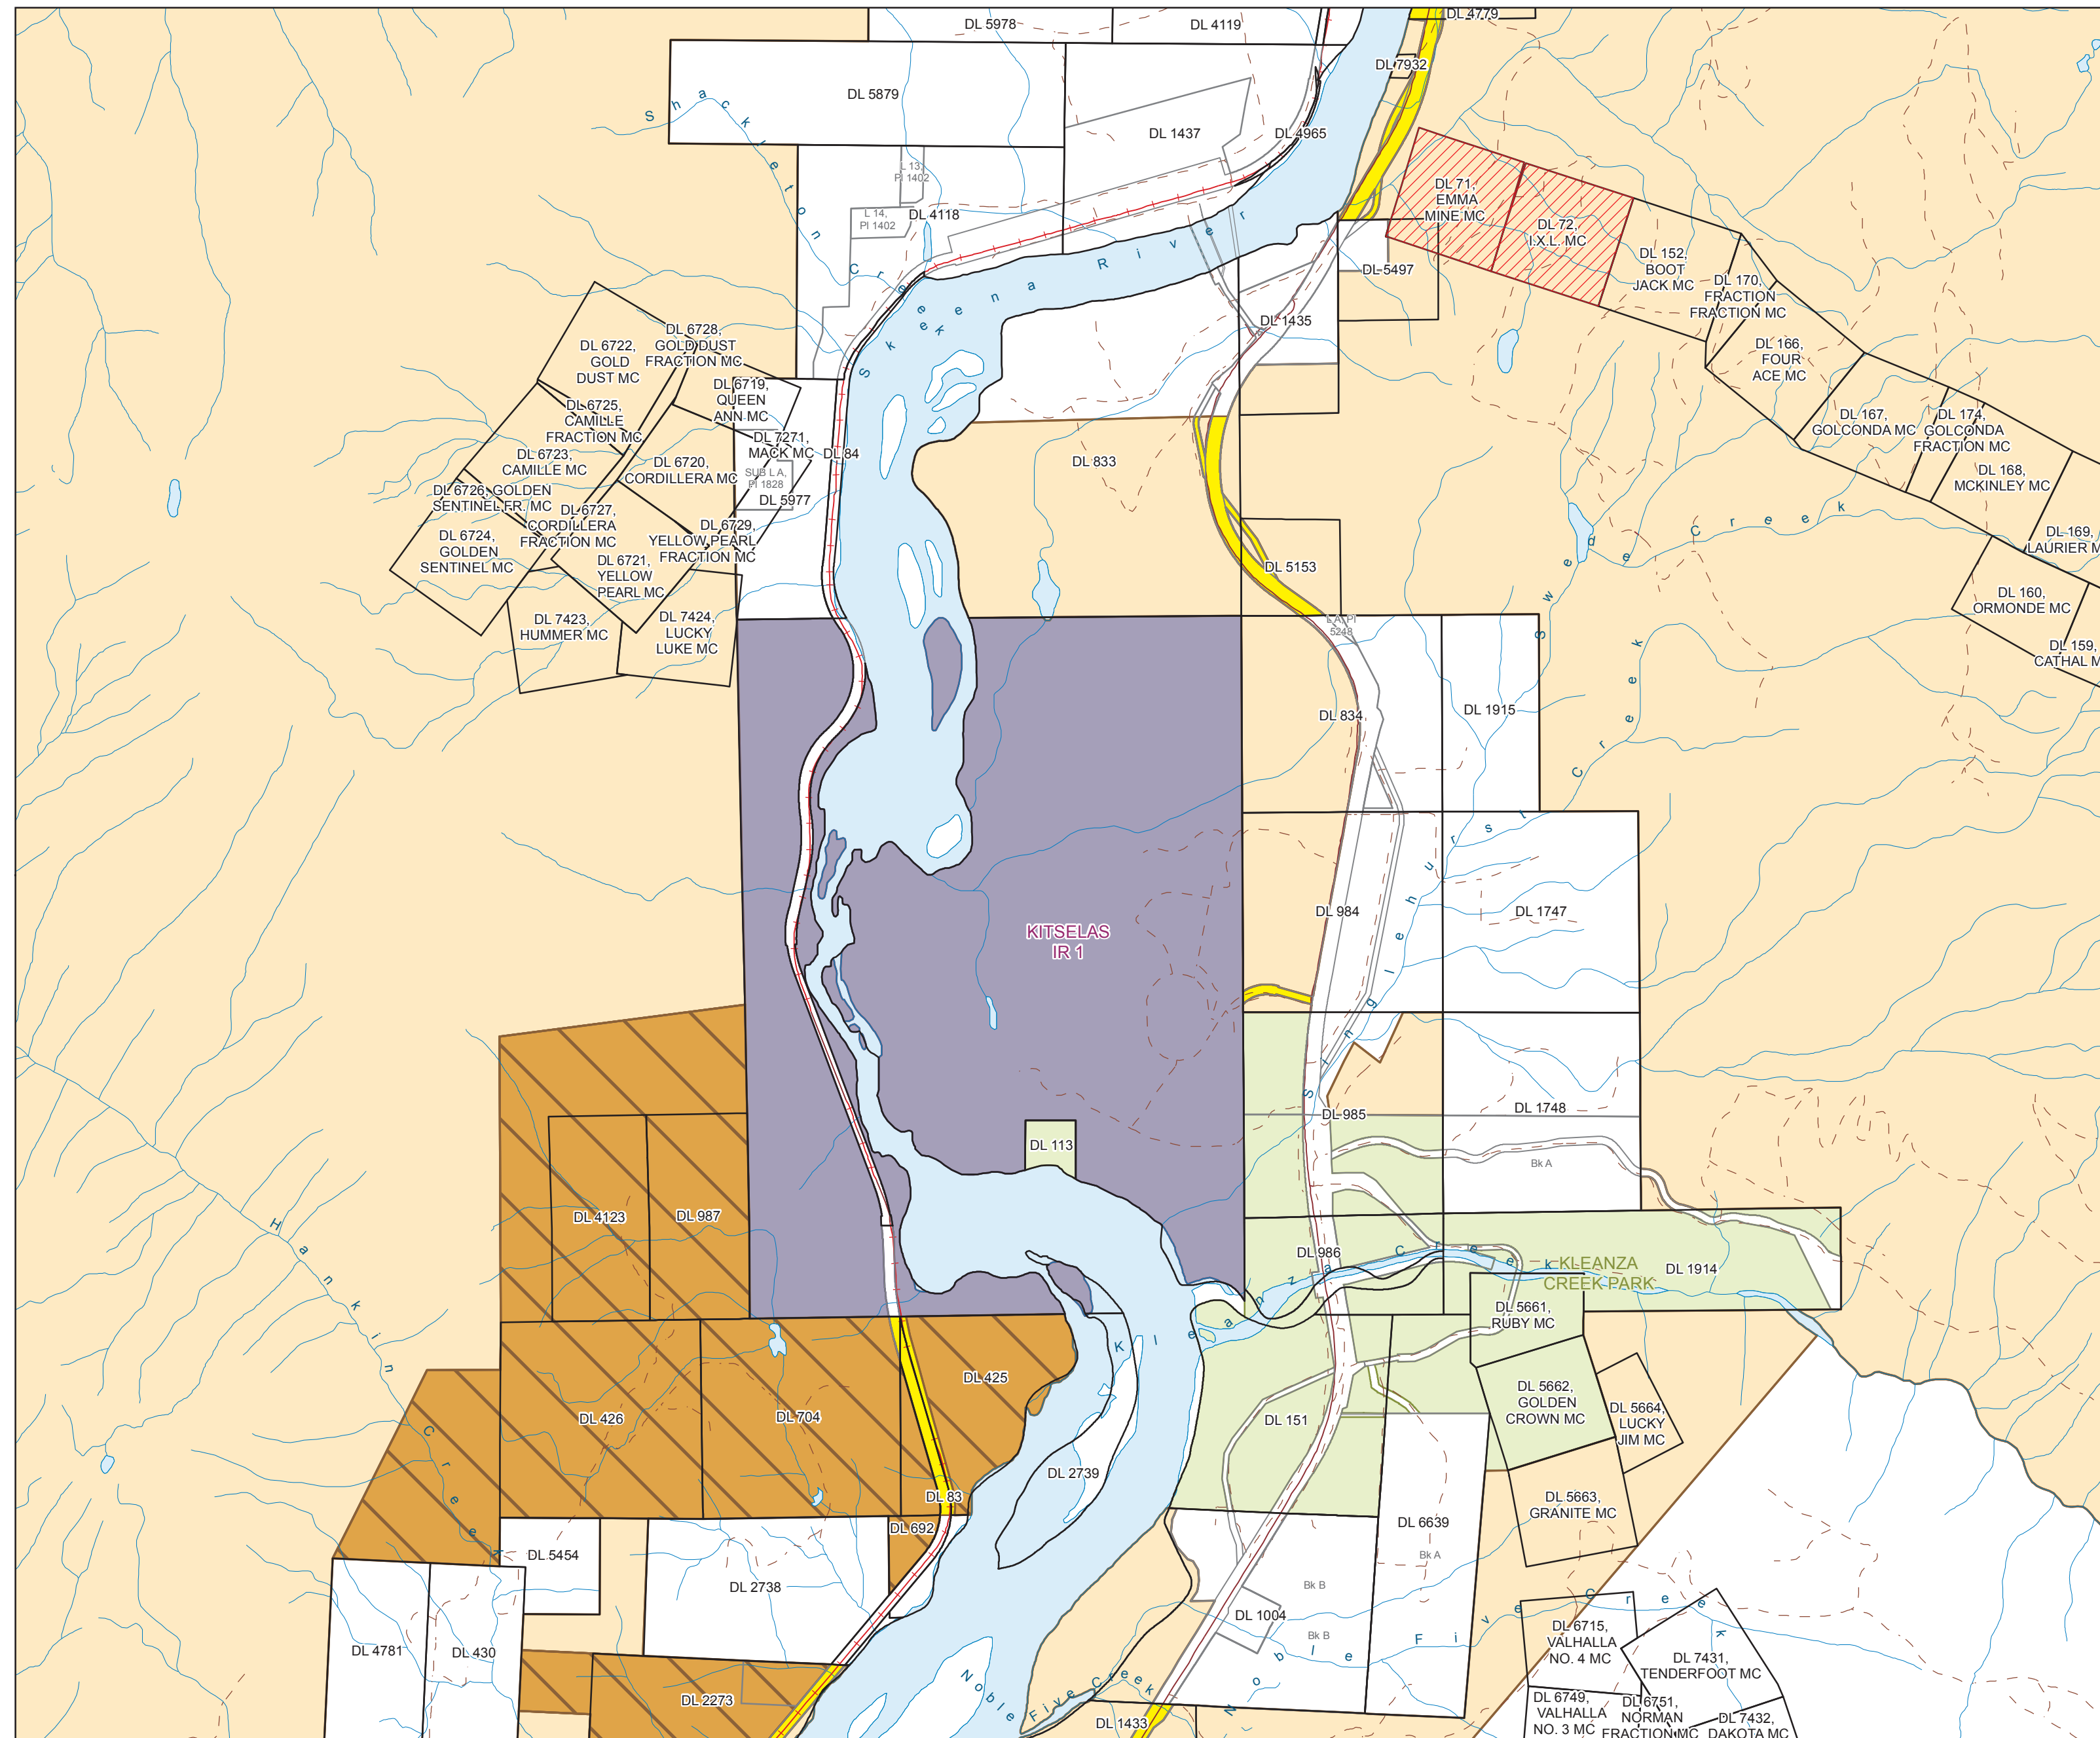 DL 5978
DL 4119
DL 4779
DL 7932
DL 5879
DL 1437
DL 4965
Shackleton Creek
L 13,
Pl 1402
L 14,
Pl 1402
DL 4118
DL 71,
EMMA
MINE MC
DL 72,
I.X.L. MC
DL 152,
BOOT
JACK MC
DL 170,
FRACTION
FRACTION MC
DL 166,
FOUR
ACE MC
DL 5497
Skeena River
DL 1435
DL 6728,
GOLD DUST
FRACTION MC
DL 6722,
GOLD
DUST MC
DL 6719,
QUEEN
ANN MC
DL 6725,
CAMILLE
FRACTION MC
DL 7271,
MACK MC
DL 84
DL 6723,
CAMILLE MC
DL 6720,
CORDILLERA MC
SUB L A,
Pl 1828
DL 5977
DL 833
DL 167,
GOLCONDA MC
DL 174,
GOLCONDA
FRACTION MC
DL 168,
MCKINLEY MC
DL 6726, GOLDEN
SENTINEL FR. MC
DL 6727,
CORDILLERA
FRACTION MC
DL 6729,
YELLOW PEARL
FRACTION MC
DL 6724,
GOLDEN
SENTINEL MC
DL 6721,
YELLOW
PEARL MC
DL 5153
Swede Creek
DL 169,
LAURIER M
DL 160,
ORMONDE MC
DL 159,
CATHAL M
DL 7423,
HUMMER MC
DL 7424,
LUCKY
LUKE MC
L A, Pl
5248
DL 834
DL 1915
Singlehurst Creek
DL 984
DL 1747
KITSELAS
IR 1
DL 985
DL 1748
DL 113
Bk A
DL 4123
DL 987
Hankin Creek
DL 986
Kleanza Creek
KLEANZA
CREEK PARK
DL 1914
DL 5661,
RUBY MC
DL 425
DL 426
DL 704
DL 151
DL 5662,
GOLDEN
CROWN MC
DL 5664,
LUCKY
JIM MC
DL 2739
DL 83
DL 692
DL 6639
Bk A
DL 5663,
GRANITE MC
DL 5454
DL 2738
Bk B
DL 1004
Bk B
Noble Five Creek
DL 6715,
VALHALLA
NO. 4 MC
DL 4781
DL 430
DL 7431,
TENDERFOOT MC
DL 2273
Noble Five Creek
DL 1433
DL 6749,
VALHALLA
NO. 3 MC
DL 6751,
NORMAN
FRACTION MC
DL 7432,
DAKOTA MC